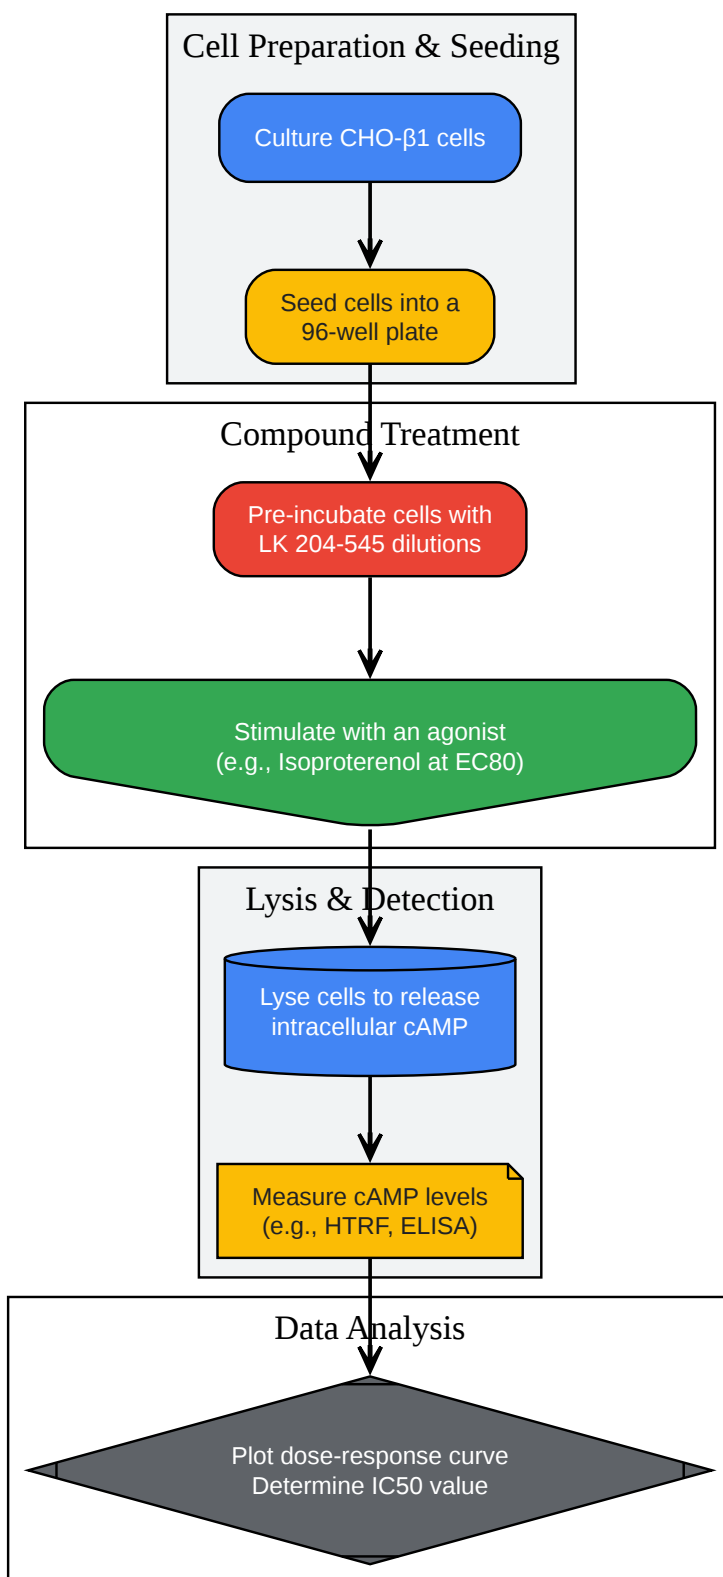 Cell Preparation & Seeding
Culture CHO-β1 cells
Seed cells into a
96-well plate
Compound Treatment
Pre-incubate cells with
LK 204-545 dilutions
Stimulate with an agonist
(e.g., Isoproterenol at EC80)
Lysis & Detection
Lyse cells to release
intracellular cAMP
Measure cAMP levels
(e.g., HTRF, ELISA)
Data Analysis
Plot dose-response curve
Determine IC50 value